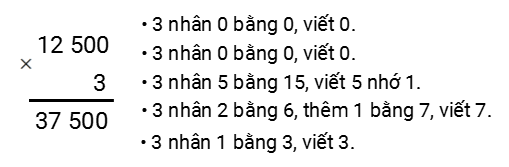 12 500
×
3
37 500
• 3 nhân 0 bằng 0, viết 0.
• 3 nhân 0 bằng 0, viết 0.
• 3 nhân 5 bằng 15, viết 5 nhớ 1.
• 3 nhân 2 bằng 6, thêm 1 bằng 7, viết 7.
• 3 nhân 1 bằng 3, viết 3.